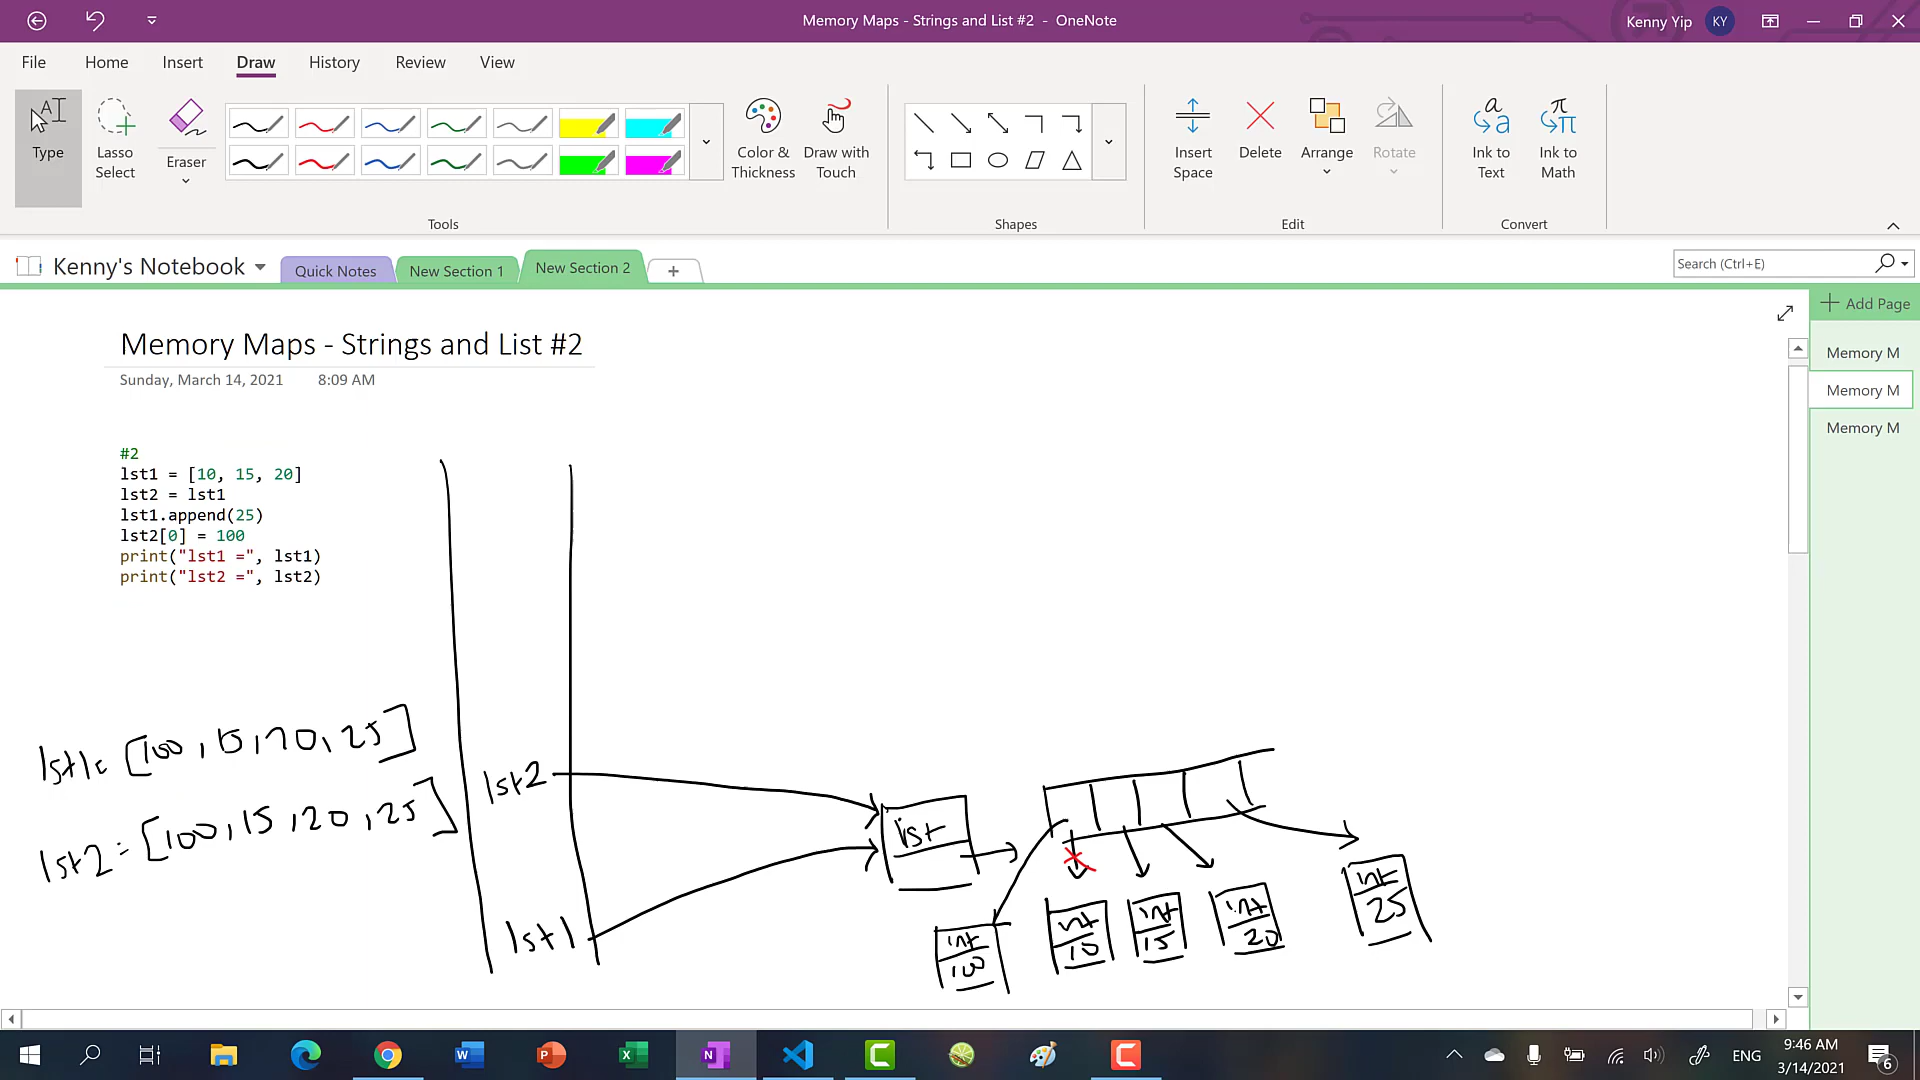 Memory Maps - Strings and List #2 - OneNote
Kenny Yip
KY
File
Home
Insert
Draw
History
Review
View
Type
Lasso Select
Eraser
Color & Thickness
Draw with Touch
Insert Space
Delete
Arrange
Rotate
Ink to Text
Ink to Math
Tools
Shapes
Edit
Convert
Kenny's Notebook
Quick Notes
New Section 1
New Section 2
Search (Ctrl+E)
Add Page
Memory M
Memory M
Memory M
Memory Maps - Strings and List #2
Sunday, March 14, 2021 8:09 AM
#2
lst1 = [10, 15, 20]
lst2 = lst1
lst1.append(25)
lst2[0] = 100
print("lst1 =", lst1)
print("lst2 =", lst2)
lst1= [100, 15, 20, 25]
lst2 = [100, 15, 20, 25]
lst2
lst1
list
int
100
int
10
int
15
int
20
int
25
ENG
9:46 AM
3/14/2021
6